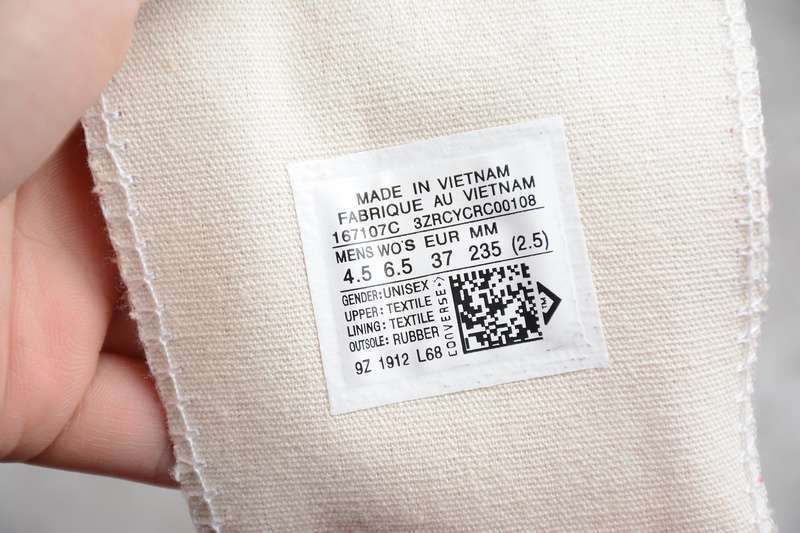 MADE IN VIETNAM
FABRIQUE AU VIETNAM
167107C 3ZRCYCRC00108
MENS WO'S EUR MM
4.5 6.5 37 235 (2.5)
GENDER:UNISEX
UPPER: TEXTILE
LINING: TEXTILE
OUTSOLE: RUBBER
9Z 1912 L68
CONVERSE
TM